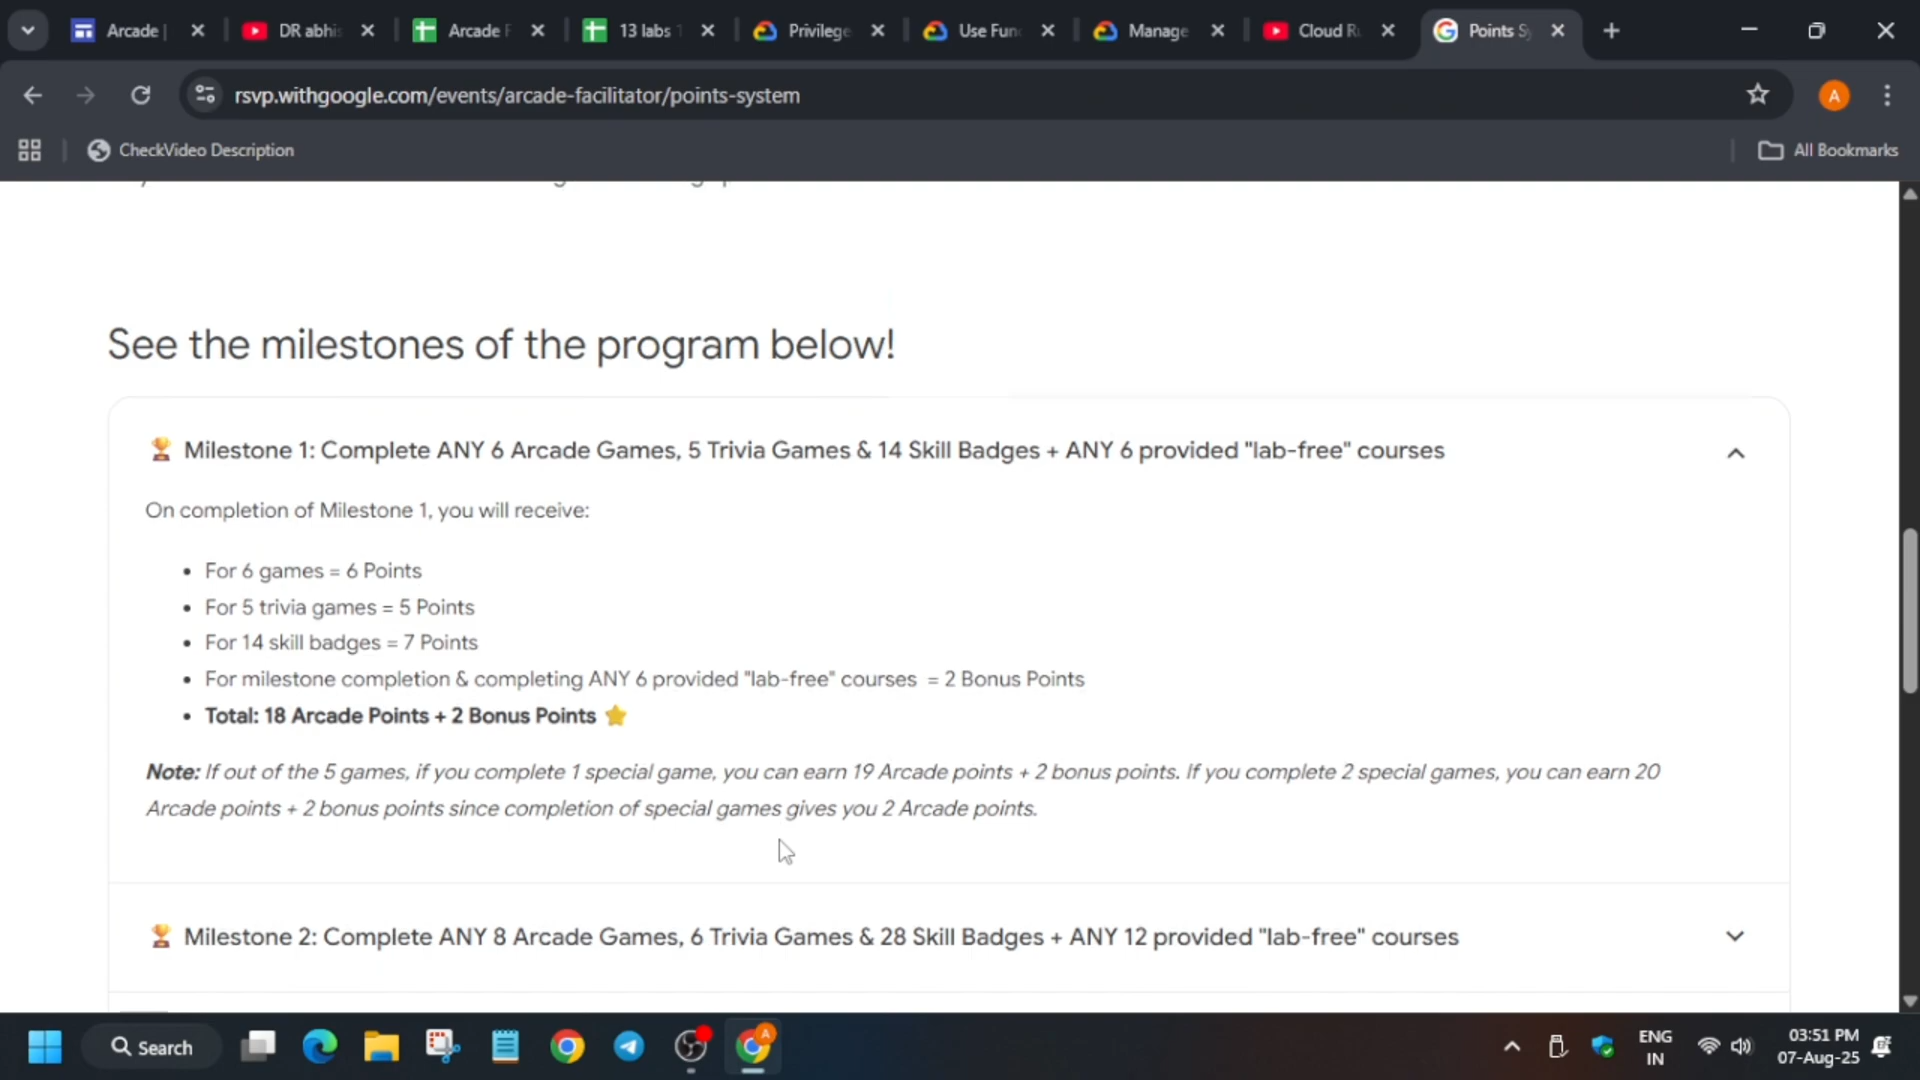 Arcade |
DR abhis
Arcade F
13 labs 1
Privilege
Use Func
Manage
Cloud Ru
Points Sy
rsvp.withgoogle.com/events/arcade-facilitator/points-system
A
CheckVideo Description
All Bookmarks
See the milestones of the program below!
Milestone 1: Complete ANY 6 Arcade Games, 5 Trivia Games & 14 Skill Badges + ANY 6 provided "lab-free" courses
On completion of Milestone 1, you will receive:
• For 6 games = 6 Points
• For 5 trivia games = 5 Points
• For 14 skill badges = 7 Points
• For milestone completion & completing ANY 6 provided "lab-free" courses = 2 Bonus Points
• Total: 18 Arcade Points + 2 Bonus Points ⭐
Note: If out of the 5 games, if you complete 1 special game, you can earn 19 Arcade points + 2 bonus points. If you complete 2 special games, you can earn 20
Arcade points + 2 bonus points since completion of special games gives you 2 Arcade points.
Milestone 2: Complete ANY 8 Arcade Games, 6 Trivia Games & 28 Skill Badges + ANY 12 provided "lab-free" courses
Search
A
ENG
IN
03:51 PM
07-Aug-25